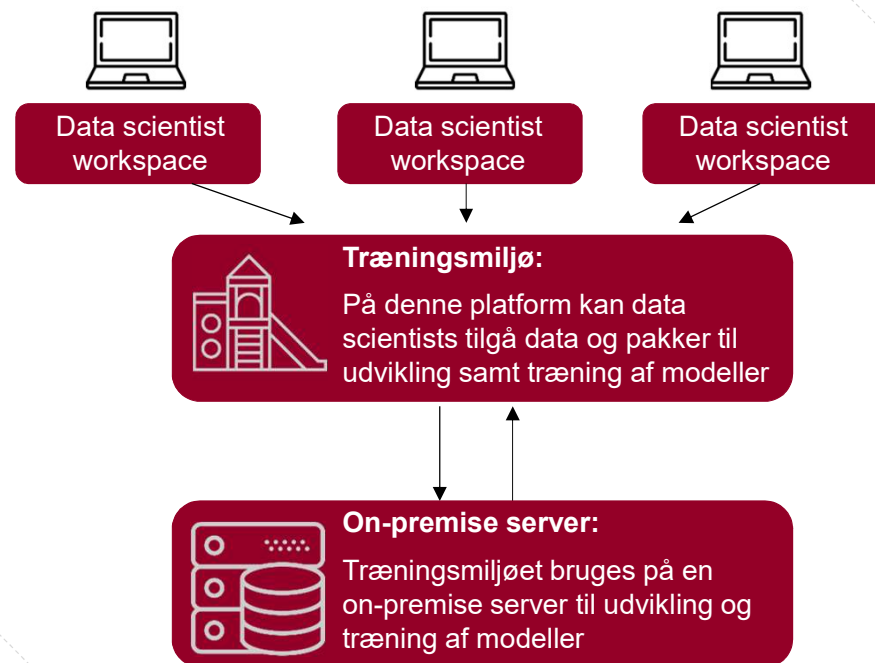 Data scientist
workspace
Data scientist
workspace
Data scientist
workspace
Træningsmiljø:
På denne platform kan data
scientists tilgå data og pakker til
udvikling samt træning af modeller
On-premise server:
Træningsmiljøet bruges på en
on-premise server til udvikling og
træning af modeller